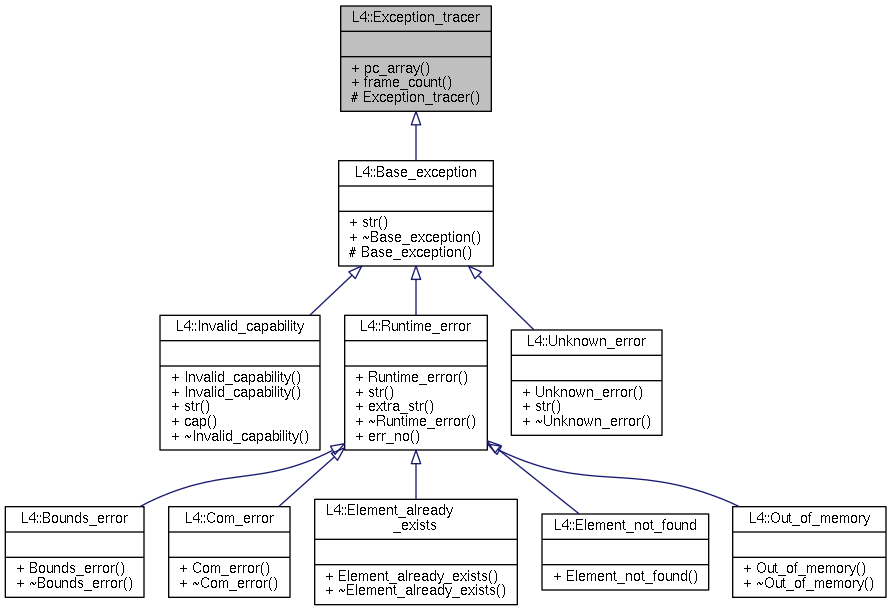 L4::Exception_tracer
+ pc_array()
+ frame_count()
# Exception_tracer()
L4::Base_exception
+ str()
+ ~Base_exception()
# Base_exception()
L4::Invalid_capability
+ Invalid_capability()
+ Invalid_capability()
+ str()
+ cap()
+ ~Invalid_capability()
L4::Runtime_error
+ Runtime_error()
+ str()
+ extra_str()
+ ~Runtime_error()
+ err_no()
L4::Unknown_error
+ Unknown_error()
+ str()
+ ~Unknown_error()
L4::Bounds_error
+ Bounds_error()
+ ~Bounds_error()
L4::Com_error
+ Com_error()
+ ~Com_error()
L4::Element_already
_exists
+ Element_already_exists()
+ ~Element_already_exists()
L4::Element_not_found
+ Element_not_found()
L4::Out_of_memory
+ Out_of_memory()
+ ~Out_of_memory()